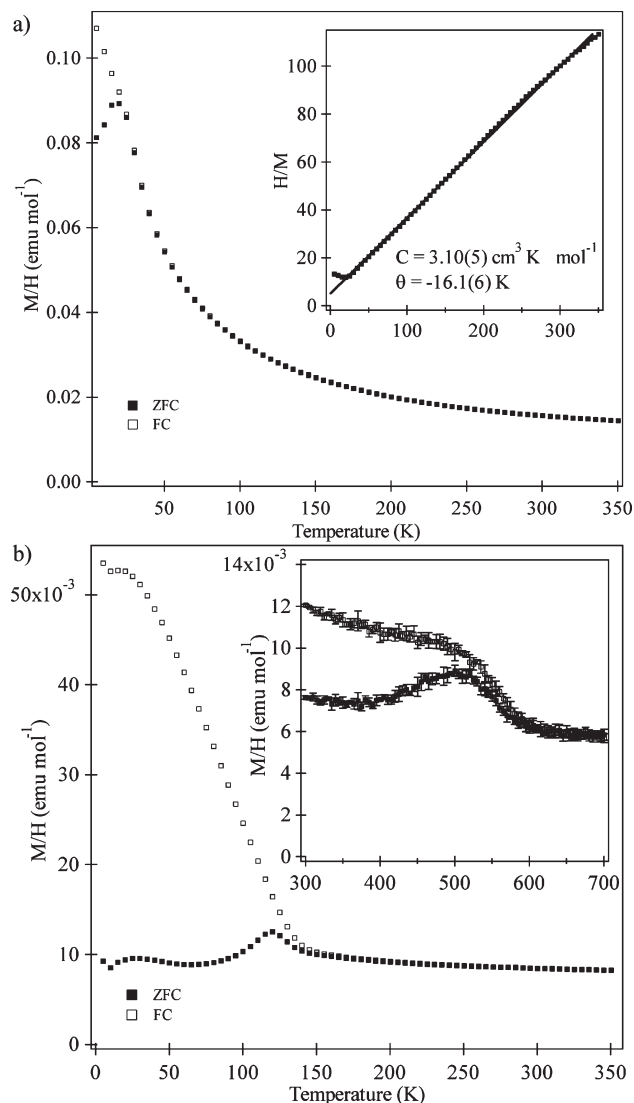 a)
0.10
0.08
0.06
0.04
0.02
0.00
M/H (emu mol⁻¹)
ZFC
FC
50 100 150 200 250 300 350
Temperature (K)
100
80
60
40
20
0
H/M
C = 3.10(5) cm³ K mol⁻¹
θ = -16.1(6) K
0 100 200 300
b)
50x10⁻³
40
30
20
10
0
M/H (emu mol⁻¹)
ZFC
FC
0 50 100 150 200 250 300 350
Temperature (K)
14x10⁻³
12
10
8
6
4
2
0
M/H (emu mol⁻¹)
300 400 500 600 700